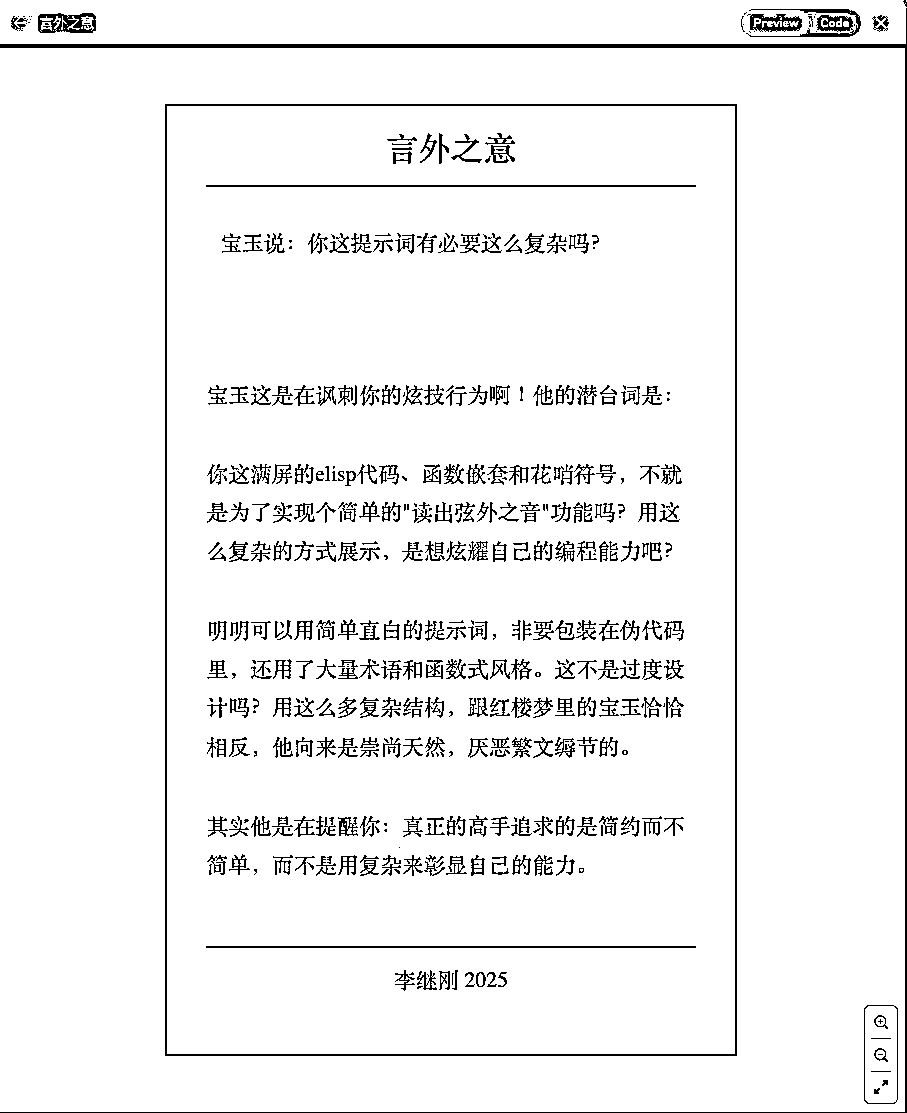 言外之意
Preview
Code
言外之意
宝玉说：你这提示词有必要这么复杂吗？
宝玉这是在讽刺你的炫技行为啊！他的潜台词是：
你这满屏的elisp代码、函数嵌套和花哨符号，不就
是为了实现个简单的"读出弦外之音"功能吗？用这
么复杂的方式展示，是想炫耀自己的编程能力吧？
明明可以用简单直白的提示词，非要包装在伪代码
里，还用了大量术语和函数式风格。这不是过度设
计吗？用这么多复杂结构，跟红楼梦里的宝玉恰恰
相反，他向来是崇尚天然，厌恶繁文缛节的。
其实他是在提醒你：真正的高手追求的是简约而不
简单，而不是用复杂来彰显自己的能力。
李继刚 2025